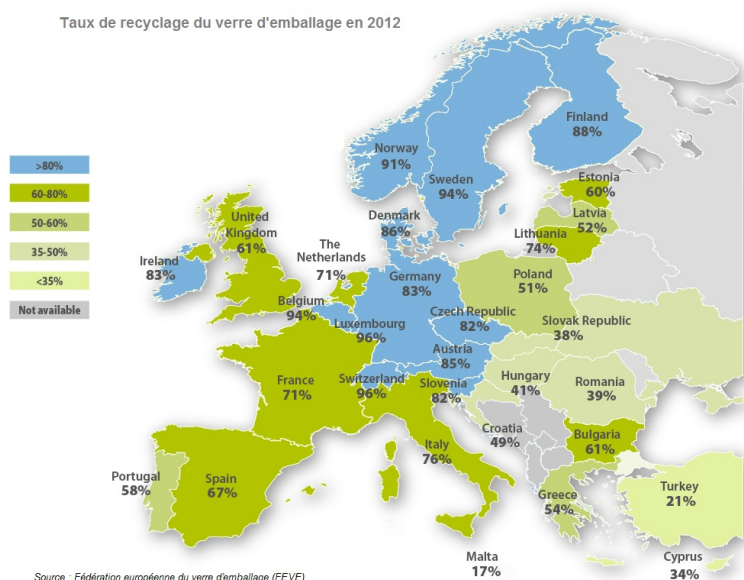 Taux de recyclage du verre d'emballage en 2012
>80%
60-80%
50-60%
35-50%
<35%
Not available
Finland
88%
Norway
91%
Sweden
94%
Estonia
60%
Latvia
52%
Lithuania
74%
Denmark
86%
United
Kingdom
61%
Ireland
83%
The
Netherlands
71%
Belgium
94%
Germany
83%
Luxembourg
96%
Poland
51%
Czech Republic
82%
Slovak Republic
38%
Austria
85%
France
71%
Switzerland
96%
Slovenia
82%
Hungary
41%
Romania
39%
Croatia
49%
Italy
76%
Bulgaria
61%
Portugal
58%
Spain
67%
Greece
54%
Turkey
21%
Malta
17%
Cyprus
34%
Source : Fédération européenne du verre d'emballage (FEVE)